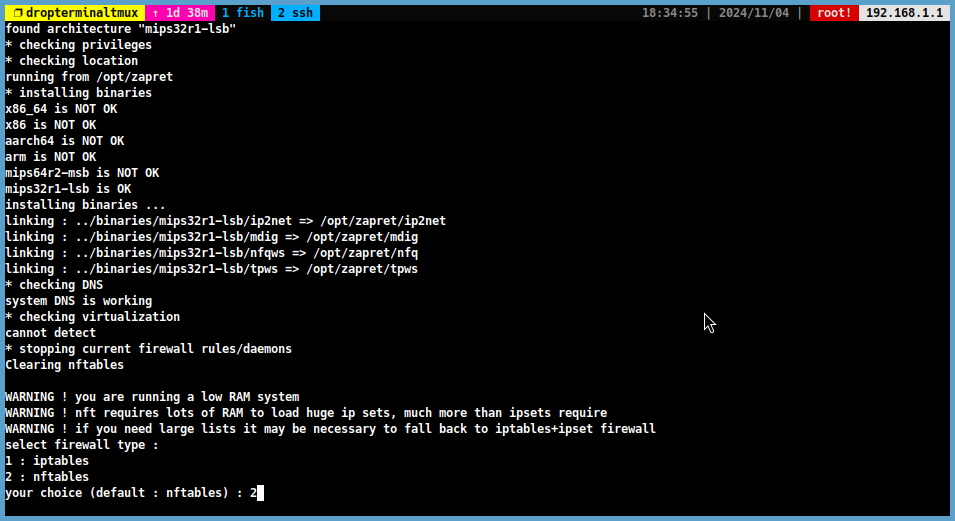 ❐ dropterminaltmux ↑ 1d 38m 1 fish 2 ssh 18:34:55 | 2024/11/04 | root! 192.168.1.1
found architecture "mips32r1-lsb"
* checking privileges
* checking location
running from /opt/zapret
* installing binaries
x86_64 is NOT OK
x86 is NOT OK
aarch64 is NOT OK
arm is NOT OK
mips64r2-msb is NOT OK
mips32r1-lsb is OK
installing binaries ...
linking : ../binaries/mips32r1-lsb/ip2net => /opt/zapret/ip2net
linking : ../binaries/mips32r1-lsb/mdig => /opt/zapret/mdig
linking : ../binaries/mips32r1-lsb/nfqws => /opt/zapret/nfq
linking : ../binaries/mips32r1-lsb/tpws => /opt/zapret/tpws
* checking DNS
system DNS is working
* checking virtualization
cannot detect
* stopping current firewall rules/daemons
Clearing nftables
WARNING ! you are running a low RAM system
WARNING ! nft requires lots of RAM to load huge ip sets, much more than ipsets require
WARNING ! if you need large lists it may be necessary to fall back to iptables+ipset firewall
select firewall type :
1 : iptables
2 : nftables
your choice (default : nftables) : 2